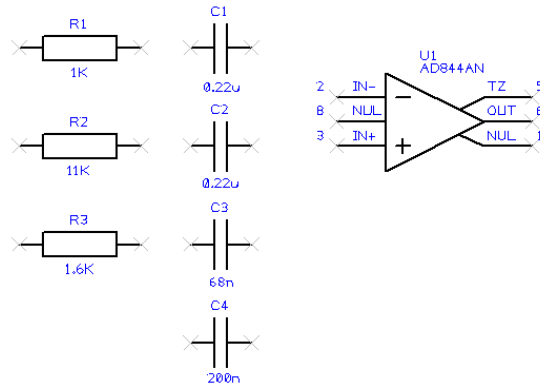 R1
1K
C1
0.22u
R2
11K
C2
0.22u
R3
1.6K
C3
68n
C4
200n
U1
AD844AN
2 IN- TZ 5
8 NUL OUT 6
3 IN+ NUL 1